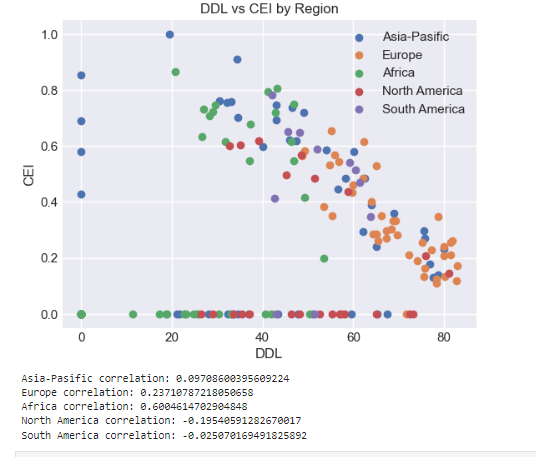 DDL vs CEI by Region
1.0
0.8
0.6
0.4
0.2
0.0
CEI
Asia-Pasific
Europe
Africa
North America
South America
0
20
40
60
80
DDL
Asia-Pasific correlation: 0.09708600395609224
Europe correlation: 0.23710787218050658
Africa correlation: 0.6004614702904848
North America correlation: -0.19540591282670017
South America correlation: -0.025070169491825892